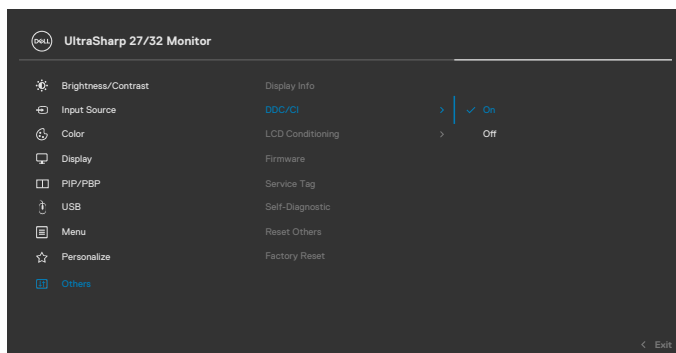 DELL
UltraSharp 27/32 Monitor
Brightness/Contrast
Display Info
Input Source
DDC/CI
On
Color
LCD Conditioning
Off
Display
Firmware
PIP/PBP
Service Tag
USB
Self-Diagnostic
Menu
Reset Others
Personalize
Factory Reset
Others
Exit